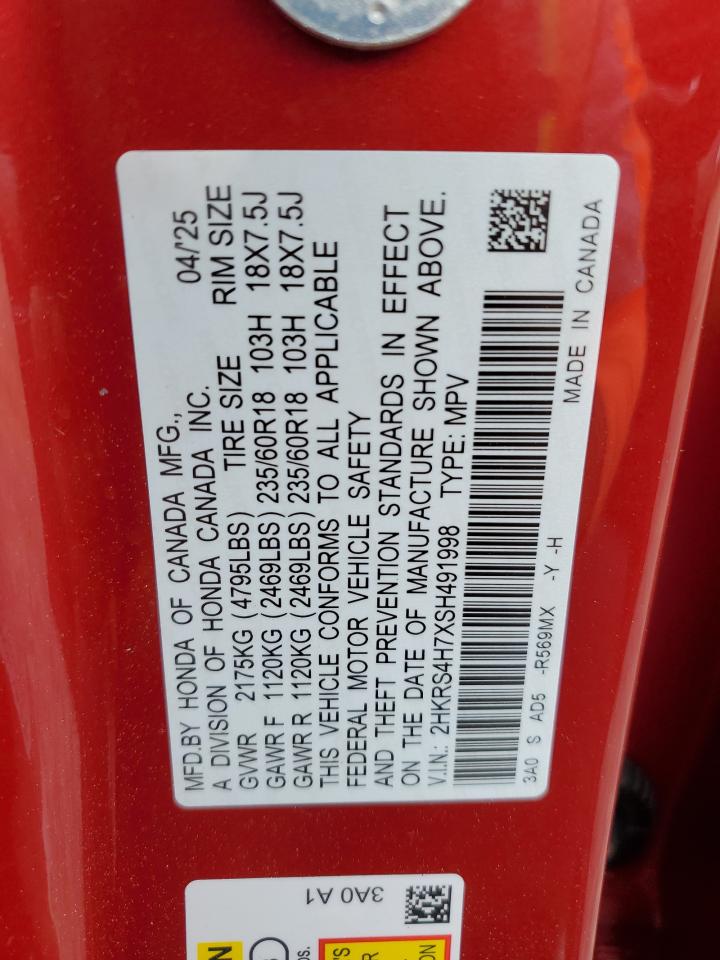 MFD.BY HONDA OF CANADA MFG., 04/'25
A DIVISION OF HONDA CANADA INC.
GVWR 2175KG (4795LBS) TIRE SIZE RIM SIZE
GAWR F 1120KG (2469LBS) 235/60R18 103H 18X7.5J
GAWR R 1120KG (2469LBS) 235/60R18 103H 18X7.5J
THIS VEHICLE CONFORMS TO ALL APPLICABLE
FEDERAL MOTOR VEHICLE SAFETY
AND THEFT PREVENTION STANDARDS IN EFFECT
ON THE DATE OF MANUFACTURE SHOWN ABOVE.
V.I.N.: 2HKRS4H7XSH491998 TYPE: MPV
3A0 S AD5 -R569MX -Y -H
MADE IN CANADA
3A0 A1